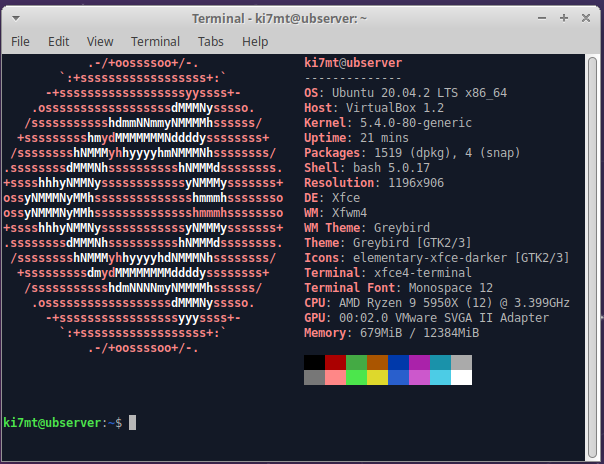 Terminal - ki7mt@ubserver: ~
File Edit View Terminal Tabs Help
.-/+oossssoo+/-. ki7mt@ubserver
`:+ssssssssssssssssss+:` --------------
-+ssssssssssssssssssyyssss+- OS: Ubuntu 20.04.2 LTS x86_64
.ossssssssssssssssssdMMMNysssso. Host: VirtualBox 1.2
/ssssssssssshdmmNNmmyNMMMMhssssss/ Kernel: 5.4.0-80-generic
+ssssssssshmydMMMMMMMNddddyssssssss+ Uptime: 21 mins
/sssssssshNMMMyhhyyyyhmNMMMNhssssssss/ Packages: 1519 (dpkg), 4 (snap)
.ssssssssdMMMNhsssssssssshNMMMdssssssss. Shell: bash 5.0.17
+sssshhhyNMMNyssssssssssssyNMMMysssssss+ Resolution: 1196x906
ossyNMMMNyMMhsssssssssssssshmmmhssssssso DE: Xfce
ossyNMMMNyMMhsssssssssssssshmmmhssssssso WM: Xfwm4
+sssshhhyNMMNyssssssssssssyNMMMysssssss+ WM Theme: Greybird
.ssssssssdMMMNhsssssssssshNMMMdssssssss. Theme: Greybird [GTK2/3]
/sssssssshNMMMyhhyyyyhdNMMMNhssssssss/ Icons: elementary-xfce-darker [GTK2/3]
+sssssssssdmydMMMMMMMMddddyssssssss+ Terminal: xfce4-terminal
/ssssssssssshdmNNNNmyNMMMMhssssss/ Terminal Font: Monospace 12
.ossssssssssssssssssdMMMNysssso. CPU: AMD Ryzen 9 5950X (12) @ 3.399GHz
-+sssssssssssssssssyyyssss+- GPU: 00:02.0 VMware SVGA II Adapter
`:+ssssssssssssssssss+:` Memory: 679MiB / 12384MiB
.-/+oossssoo+/-.
ki7mt@ubserver:~$